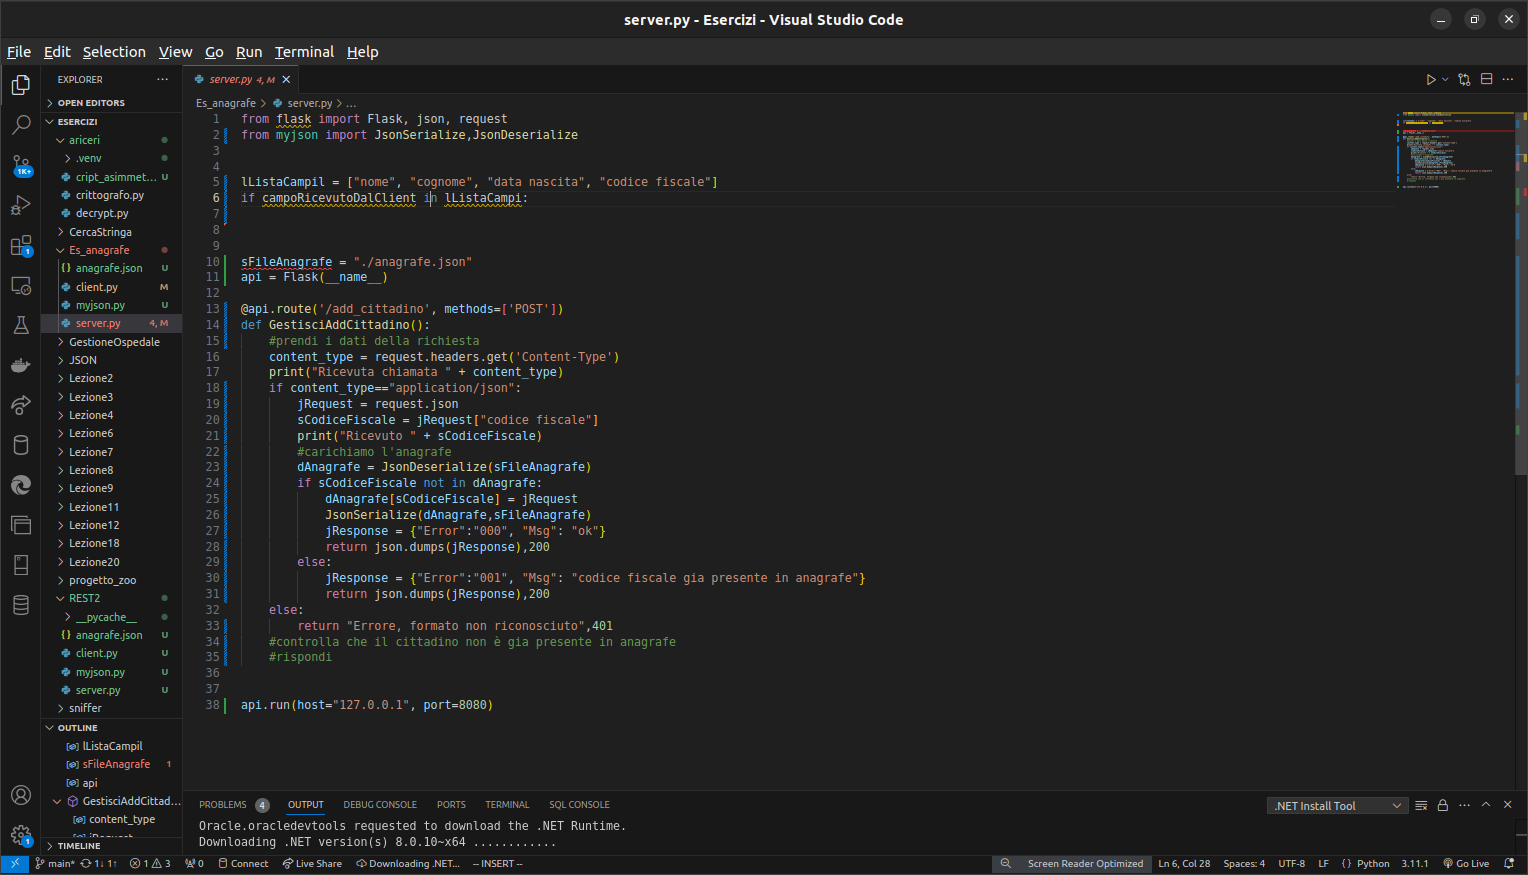 server.py - Esercizi - Visual Studio Code
File Edit Selection View Go Run Terminal Help
EXPLORER
OPEN EDITORS
ESERCIZI
ariceri
.venv
cript_asimmet... U
crittografo.py
decrypt.py
CercaStringa
Es_anagrafe
anagrafe.json U
client.py M
myjson.py U
server.py 4, M
GestioneOspedale
JSON
Lezione2
Lezione3
Lezione4
Lezione6
Lezione7
Lezione8
Lezione9
Lezione11
Lezione12
Lezione18
Lezione20
progetto_zoo
REST2
__pycache__
anagrafe.json U
client.py U
myjson.py U
server.py U
sniffer
OUTLINE
lListaCampil
sFileAnagrafe 1
api
GestisciAddCittad...
content_type
jRequest
TIMELINE
1K+
1
1
server.py 4, M
Es_anagrafe > server.py > ...
1 from flask import Flask, json, request
2 from myjson import JsonSerialize,JsonDeserialize
3
4
5 lListaCampil = ["nome", "cognome", "data nascita", "codice fiscale"]
6 if campoRicevutoDalClient in lListaCampi:
7
8
9
10 sFileAnagrafe = "./anagrafe.json"
11 api = Flask(__name__)
12
13 @api.route('/add_cittadino', methods=['POST'])
14 def GestisciAddCittadino():
15 #prendi i dati della richiesta
16 content_type = request.headers.get('Content-Type')
17 print("Ricevuta chiamata " + content_type)
18 if content_type=="application/json":
19 jRequest = request.json
20 sCodiceFiscale = jRequest["codice fiscale"]
21 print("Ricevuto " + sCodiceFiscale)
22 #carichiamo l'anagrafe
23 dAnagrafe = JsonDeserialize(sFileAnagrafe)
24 if sCodiceFiscale not in dAnagrafe:
25 dAnagrafe[sCodiceFiscale] = jRequest
26 JsonSerialize(dAnagrafe,sFileAnagrafe)
27 jResponse = {"Error":"000", "Msg": "ok"}
28 return json.dumps(jResponse),200
29 else:
30 jResponse = {"Error":"001", "Msg": "codice fiscale gia presente in anagrafe"}
31 return json.dumps(jResponse),200
32 else:
33 return "Errore, formato non riconosciuto",401
34 #controlla che il cittadino non è gia presente in anagrafe
35 #rispondi
36
37
38 api.run(host="127.0.0.1", port=8080)
PROBLEMS 4 OUTPUT DEBUG CONSOLE PORTS TERMINAL SQL CONSOLE .NET Install Tool
Oracle.oracledevtools requested to download the .NET Runtime.
Downloading .NET version(s) 8.0.10~x64 ............
main* 1↓ 1↑ 1 3 0 Connect Live Share Downloading .NET... -- INSERT -- Screen Reader Optimized Ln 6, Col 28 Spaces: 4 UTF-8 LF { } Python 3.11.1 Go Live